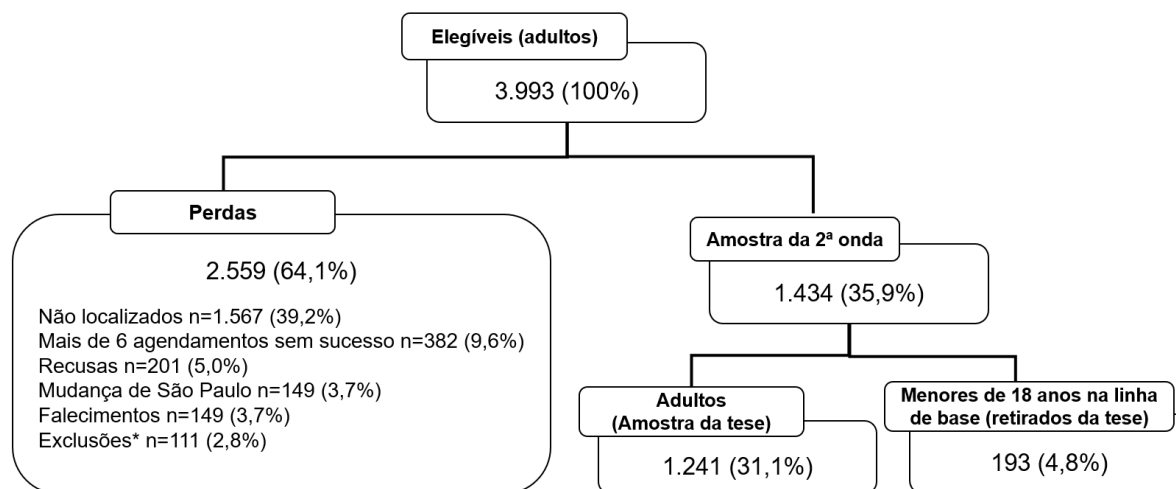 Elegíveis (adultos)
3.993 (100%)
Perdas
2.559 (64,1%)
Não localizados n=1.567 (39,2%)
Mais de 6 agendamentos sem sucesso n=382 (9,6%)
Recusas n=201 (5,0%)
Mudança de São Paulo n=149 (3,7%)
Falecimentos n=149 (3,7%)
Exclusões* n=111 (2,8%)
Amostra da 2ª onda
1.434 (35,9%)
Adultos
(Amostra da tese)
1.241 (31,1%)
Menores de 18 anos na linha
de base (retirados da tese)
193 (4,8%)